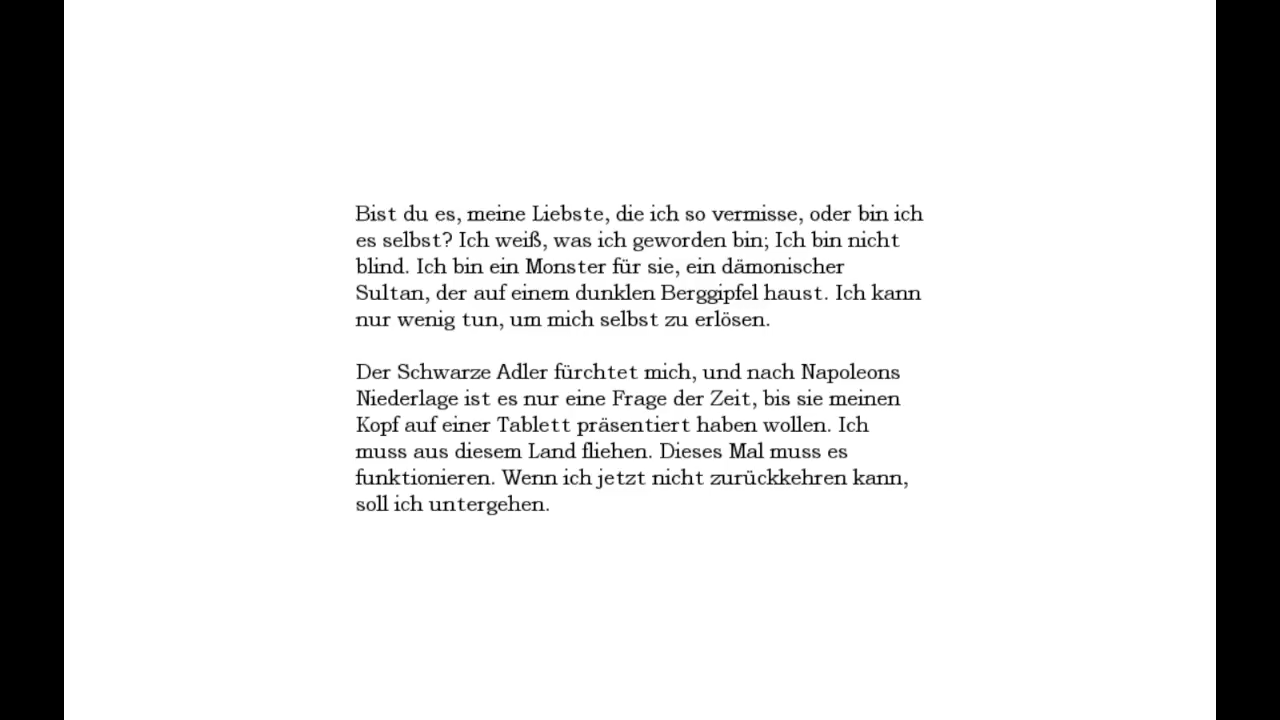 Bist du es, meine Liebste, die ich so vermisse, oder bin ich
es selbst? Ich weiß, was ich geworden bin; Ich bin nicht
blind. Ich bin ein Monster für sie, ein dämonischer
Sultan, der auf einem dunklen Berggipfel haust. Ich kann
nur wenig tun, um mich selbst zu erlösen.
Der Schwarze Adler fürchtet mich, und nach Napoleons
Niederlage ist es nur eine Frage der Zeit, bis sie meinen
Kopf auf einer Tablett präsentiert haben wollen. Ich
muss aus diesem Land fliehen. Dieses Mal muss es
funktionieren. Wenn ich jetzt nicht zurückkehren kann,
soll ich untergehen.